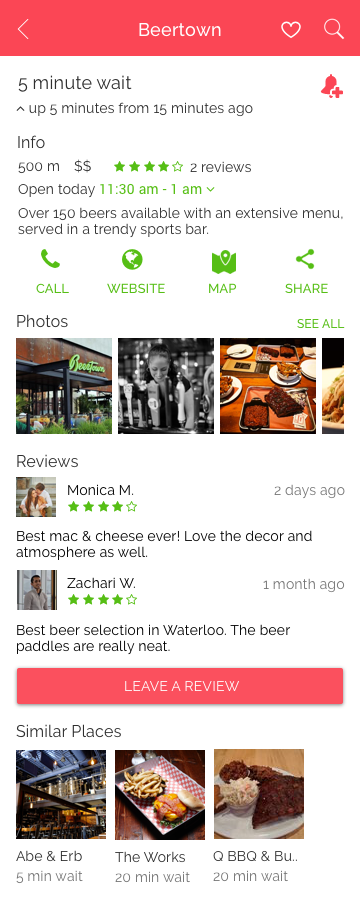 Beertown
5 minute wait
up 5 minutes from 15 minutes ago
Info
500 m $$ 2 reviews
Open today 11:30 am - 1 am
Over 150 beers available with an extensive menu,
served in a trendy sports bar.
CALL WEBSITE MAP SHARE
Photos SEE ALL
Beertown
Reviews
Monica M. 2 days ago
Best mac & cheese ever! Love the decor and
atmosphere as well.
Zachari W. 1 month ago
Best beer selection in Waterloo. The beer
paddles are really neat.
LEAVE A REVIEW
Similar Places
Abe & Erb The Works Q BBQ & Bu..
5 min wait 20 min wait 20 min wait